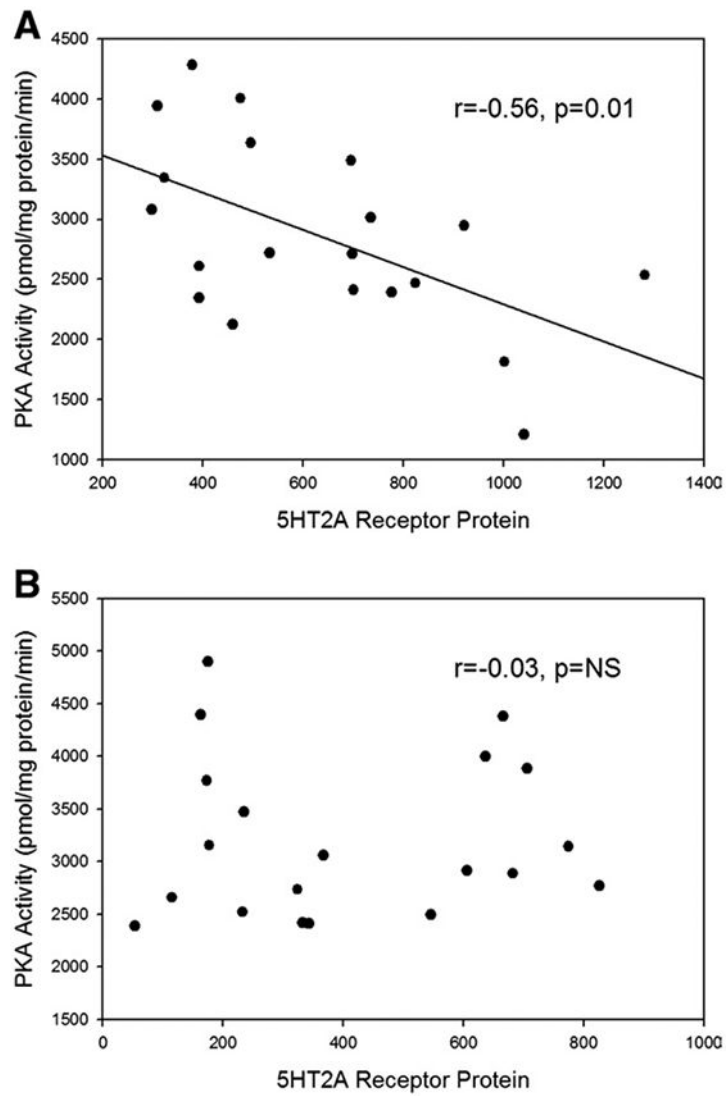 A
4500
4000
3500
3000
2500
2000
1500
1000
PKA Activity (pmol/mg protein/min)
r=-0.56, p=0.01
200 400 600 800 1000 1200 1400
5HT2A Receptor Protein
B
5500
5000
4500
4000
3500
3000
2500
2000
1500
PKA Activity (pmol/mg protein/min)
r=-0.03, p=NS
0 200 400 600 800 1000
5HT2A Receptor Protein